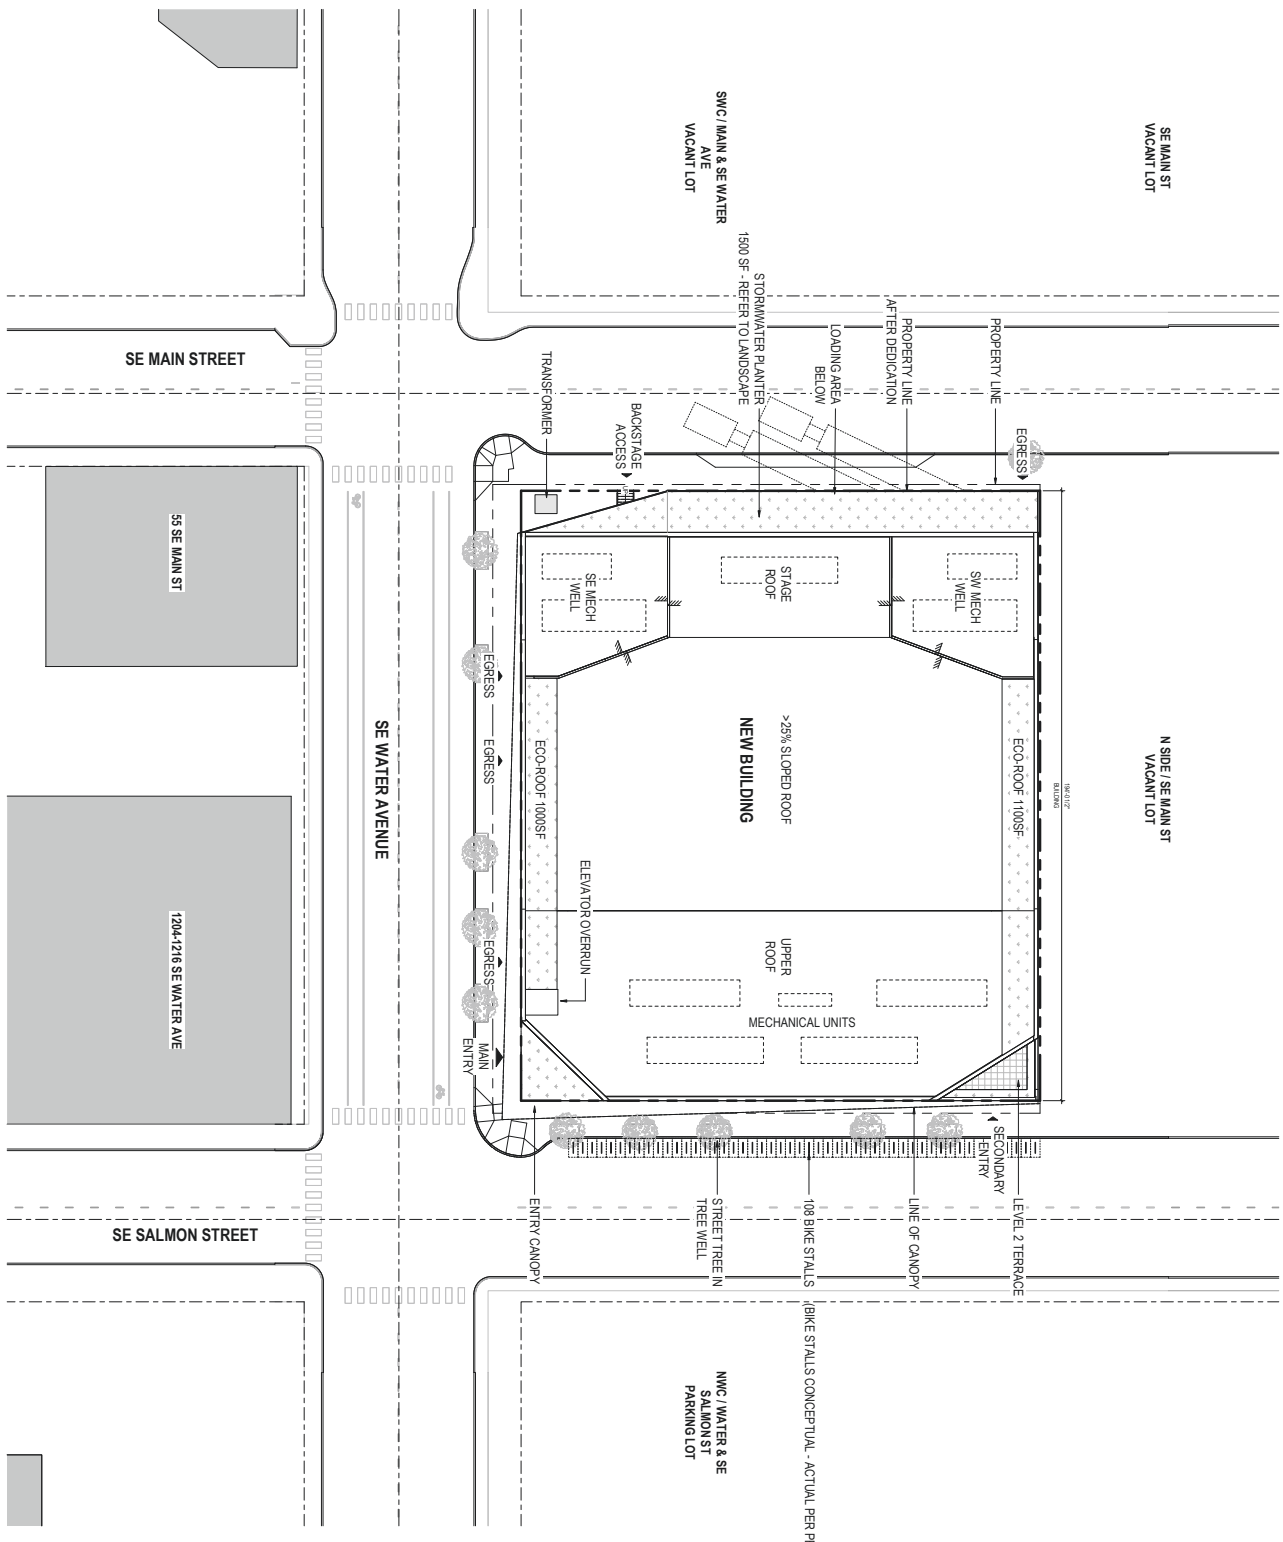 SWC / MAIN & SE WATER
AVE
VACANT LOT
SE MAIN ST
VACANT LOT
SE MAIN STREET
TRANSFORMER
BACKSTAGE
ACCESS
STORMWATER PLANTER
1500 SF - REFER TO LANDSCAPE
LOADING AREA
BELOW
PROPERTY LINE
AFTER DEDICATION
PROPERTY LINE
EGRESS
55 SE MAIN ST
SE MECH
WELL
STAGE
ROOF
SW MECH
WELL
EGRESS
EGRESS
EGRESS
SE WATER AVENUE
ECO-ROOF 1000SF
NEW BUILDING
>25% SLOPED ROOF
ECO-ROOF 1100SF
194'-0 1/2"
BUILDING
N SIDE / SE MAIN ST
VACANT LOT
ELEVATOR OVERRUN
UPPER
ROOF
MECHANICAL UNITS
1204-1216 SE WATER AVE
MAIN
ENTRY
SECONDARY
ENTRY
SE SALMON STREET
ENTRY CANOPY
STREET TREE IN
TREE WELL
108 BIKE STALLS (BIKE STALLS CONCEPTUAL - ACTUAL PER
LINE OF CANOPY
LEVEL 2 TERRACE
NWC / WATER & SE
SALMON ST
PARKING LOT